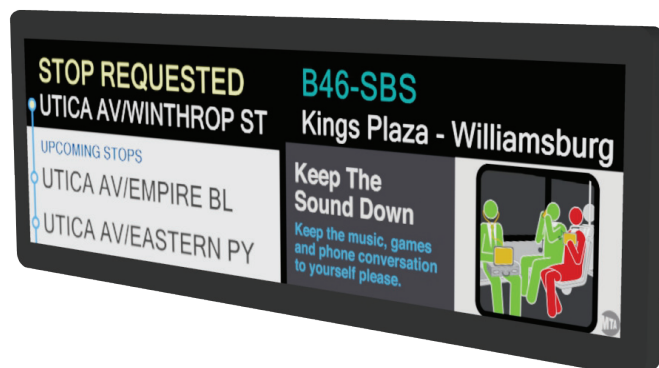 STOP REQUESTED
UTICA AV/WINTHROP ST
UPCOMING STOPS
UTICA AV/EMPIRE BL
UTICA AV/EASTERN PY
B46-SBS
Kings Plaza - Williamsburg
Keep The
Sound Down
Keep the music, games
and phone conversation
to yourself please.
MTA